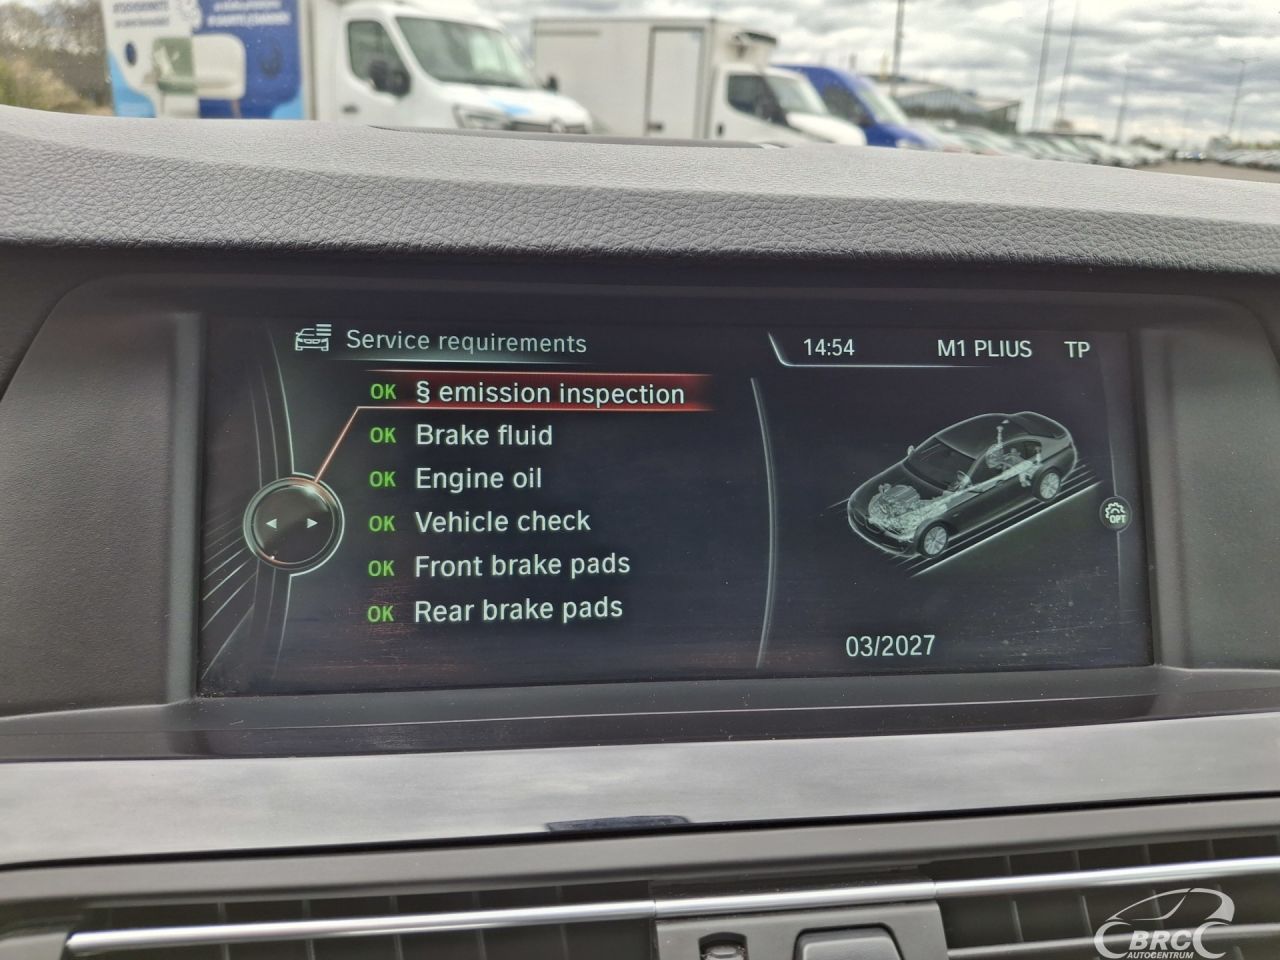 Service requirements
14:54 M1 PLIUS TP
OK § emission inspection
OK Brake fluid
OK Engine oil
OK Vehicle check
OK Front brake pads
OK Rear brake pads
OPT
03/2027
BRC
AUTOCENTRUM